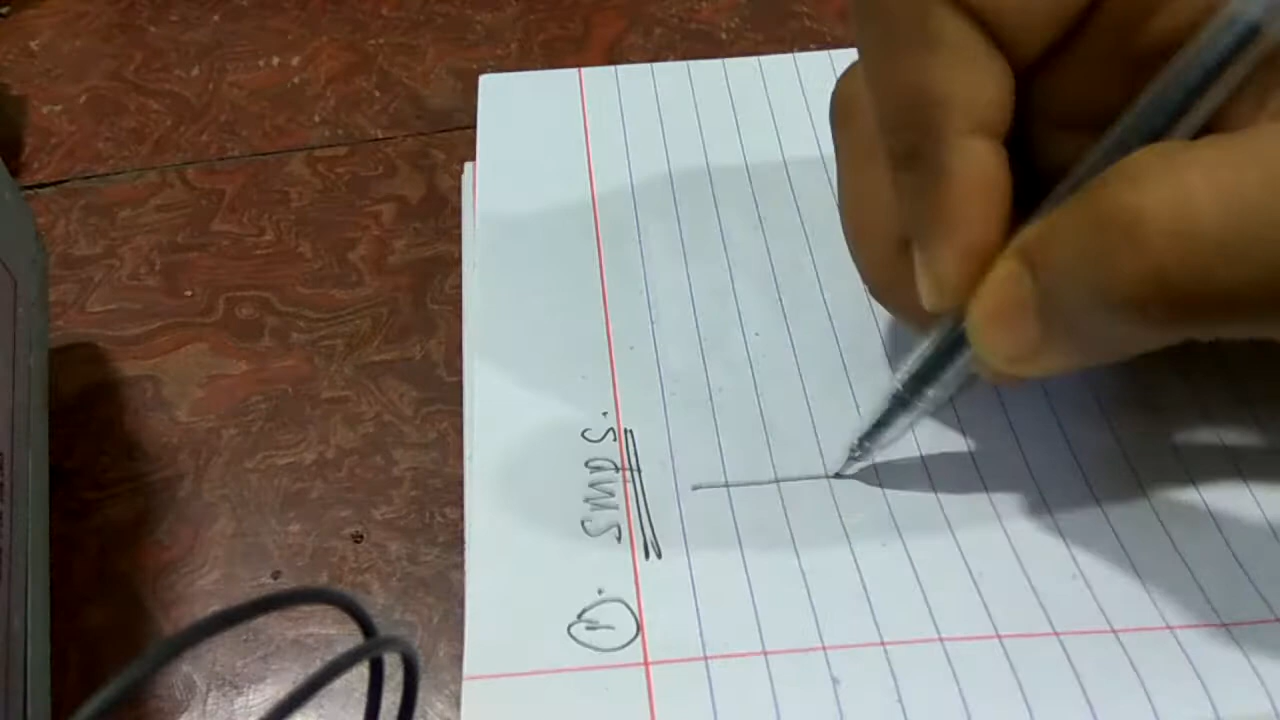 ① . SMPS .